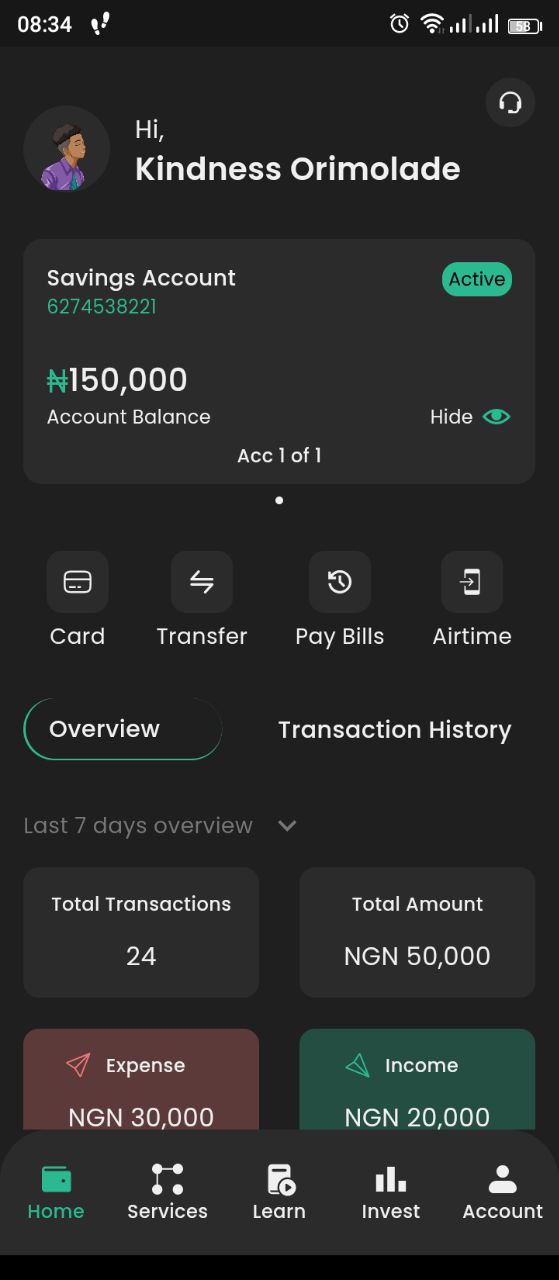 08:34
58
Hi,
Kindness Orimolade
Savings Account
Active
6274538221
₦150,000
Account Balance
Hide
Acc 1 of 1
Card
Transfer
Pay Bills
Airtime
Overview
Transaction History
Last 7 days overview
Total Transactions
24
Total Amount
NGN 50,000
Expense
NGN 30,000
Income
NGN 20,000
Home
Services
Learn
Invest
Account